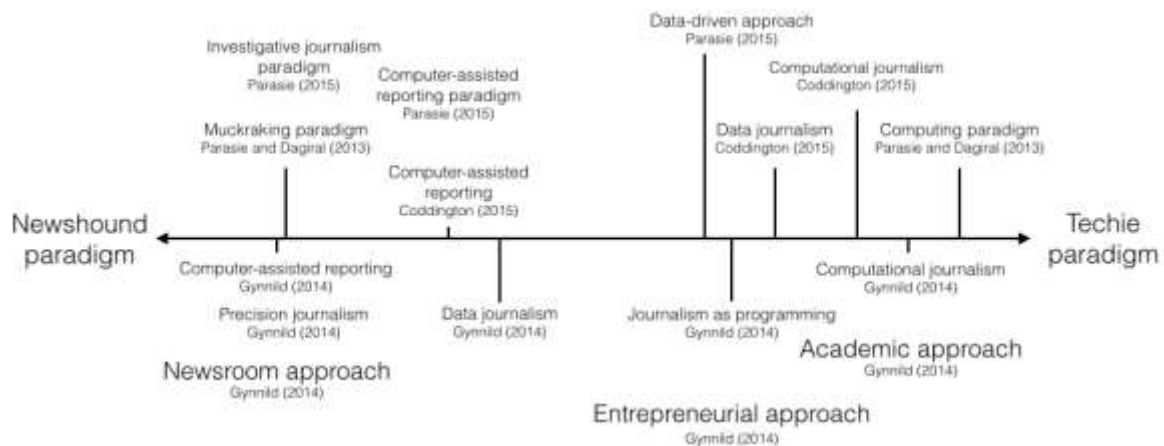 Data-driven approach
Parasie (2015)
Investigative journalism
paradigm
Parasie (2015)
Computer-assisted
reporting paradigm
Parasie (2015)
Computational journalism
Coddington (2015)
Muckraking paradigm
Parasie and Dagiral (2013)
Data journalism
Coddington (2015)
Computing paradigm
Parasie and Dagiral (2013)
Computer-assisted
reporting
Coddington (2015)
Newshound
paradigm
Techie
paradigm
Computer-assisted reporting
Gynnild (2014)
Computational journalism
Gynnild (2014)
Precision journalism
Gynnild (2014)
Data journalism
Gynnild (2014)
Journalism as programming
Gynnild (2014)
Newsroom approach
Gynnild (2014)
Academic approach
Gynnild (2014)
Entrepreneurial approach
Gynnild (2014)